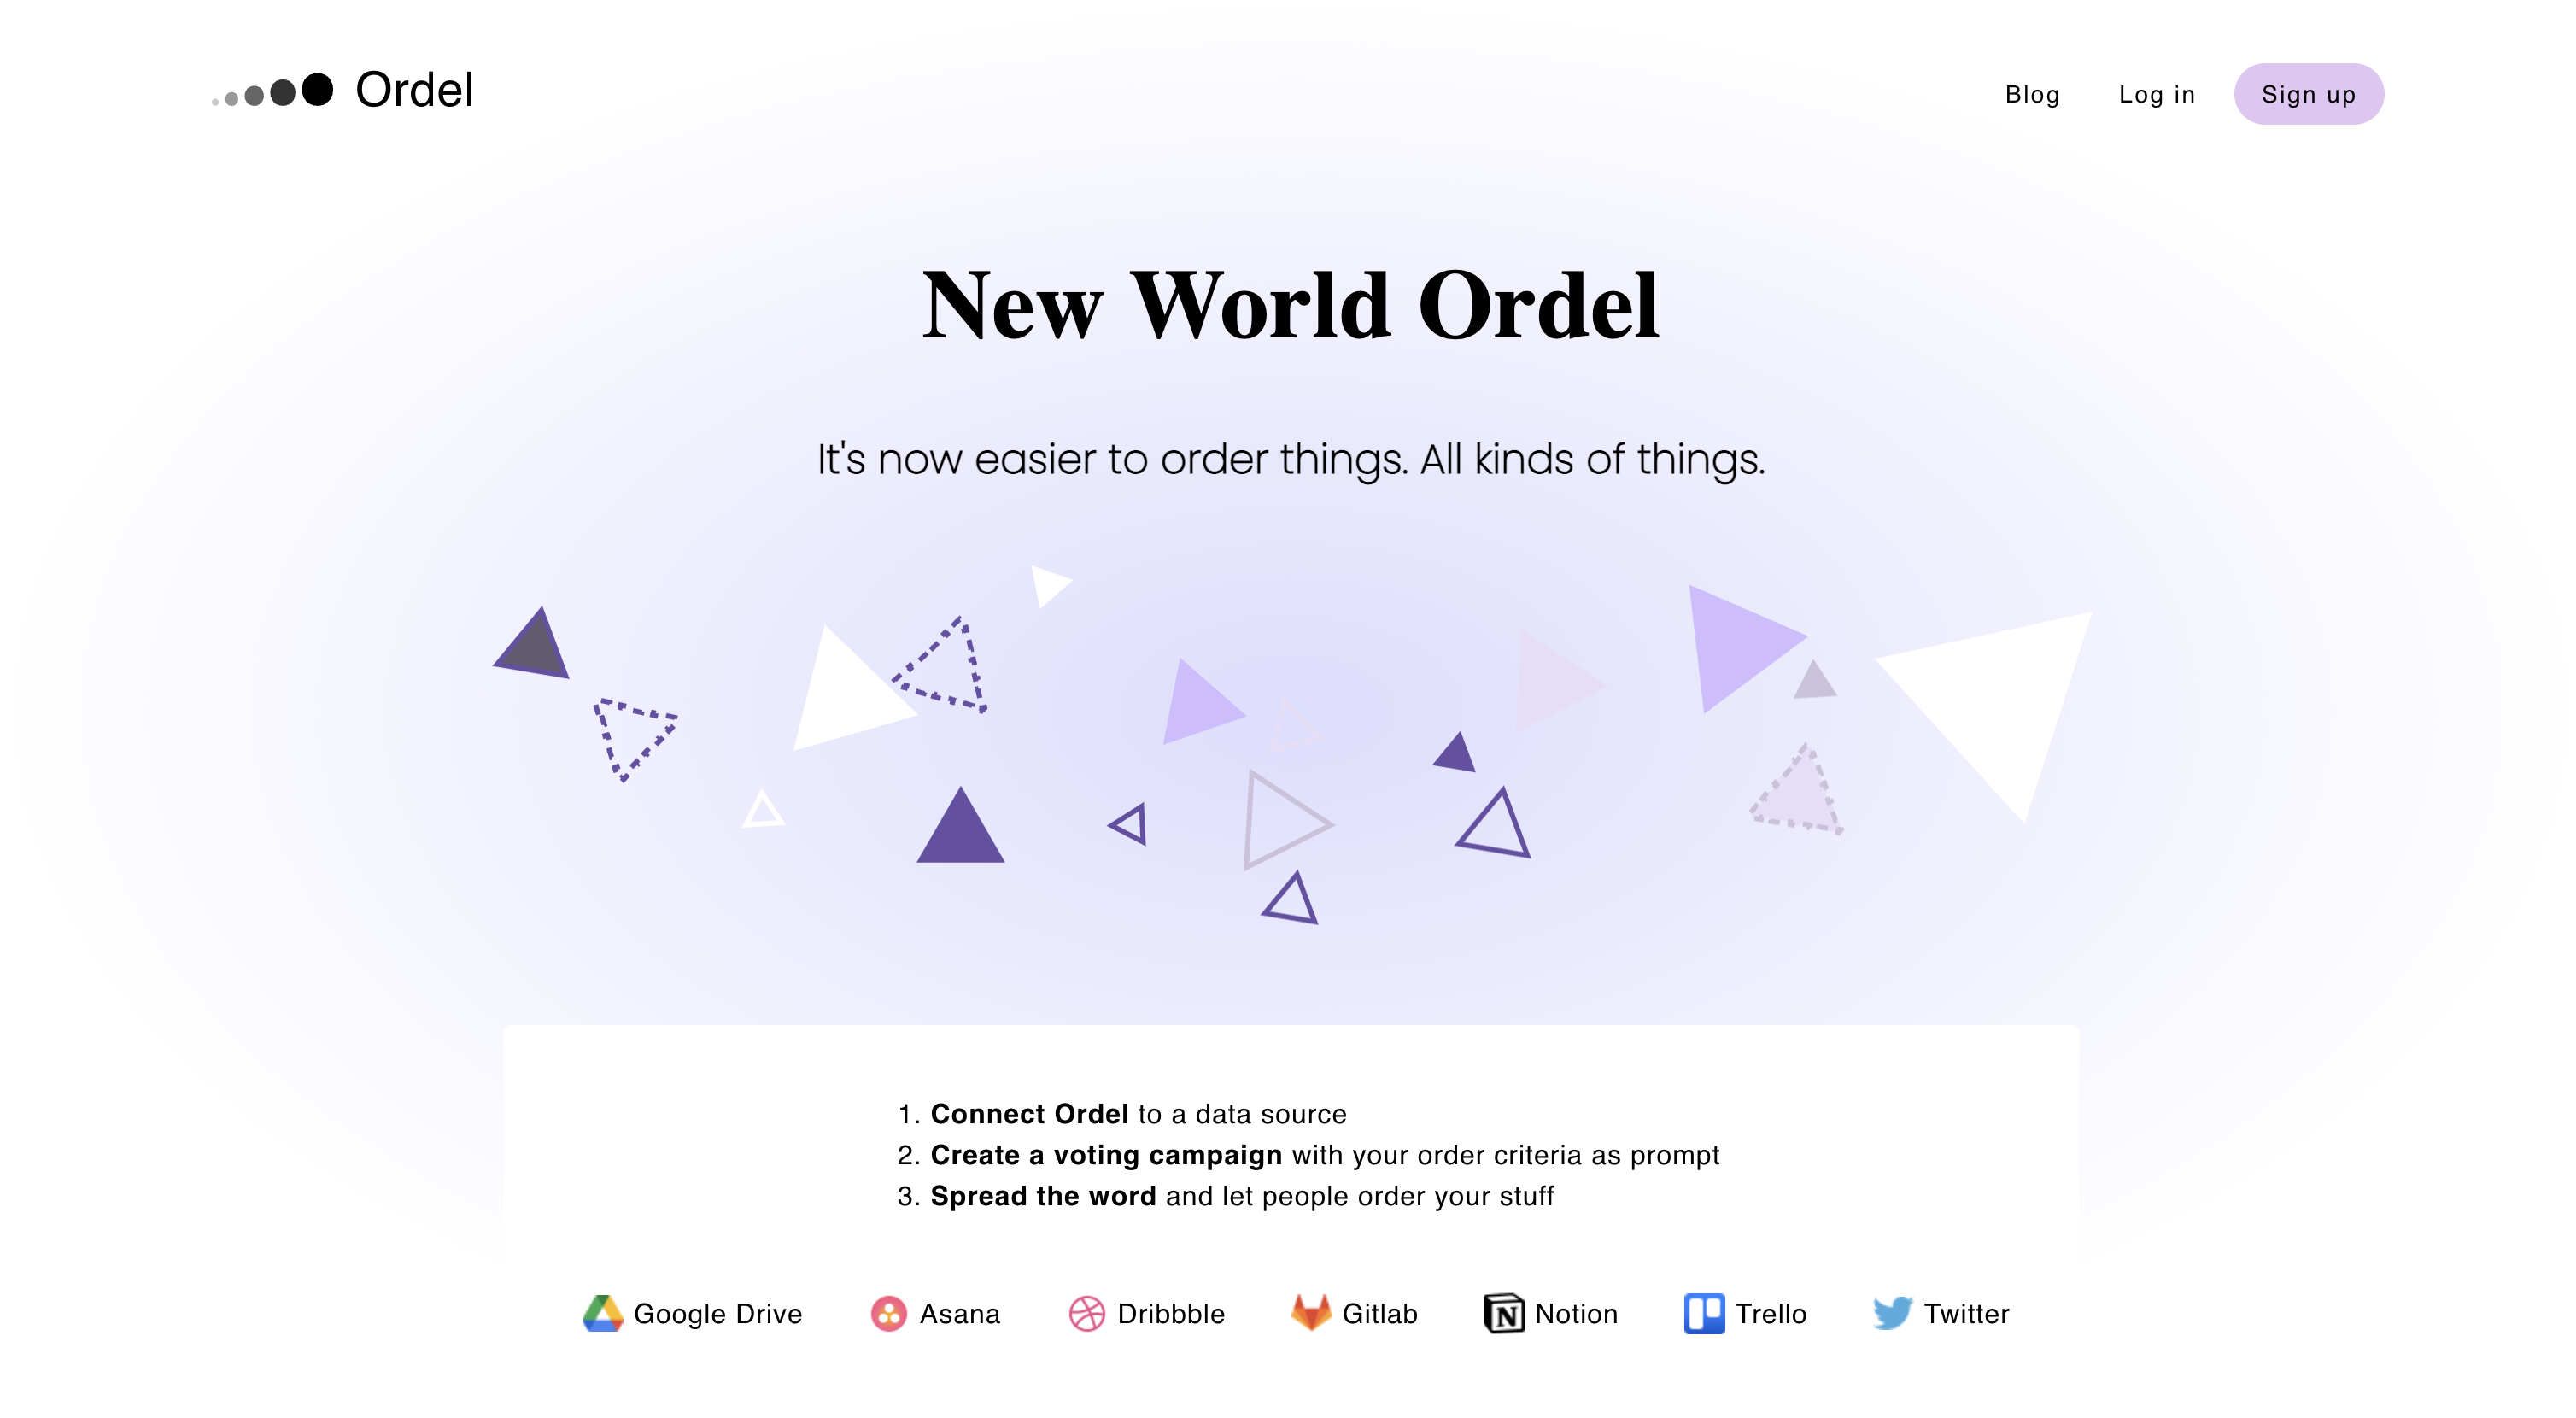 Ordel
Blog
Log in
Sign up
New World Ordel
It's now easier to order things. All kinds of things.
1. Connect Ordel to a data source
2. Create a voting campaign with your order criteria as prompt
3. Spread the word and let people order your stuff
Google Drive
Asana
Dribbble
Gitlab
N
Notion
Trello
Twitter